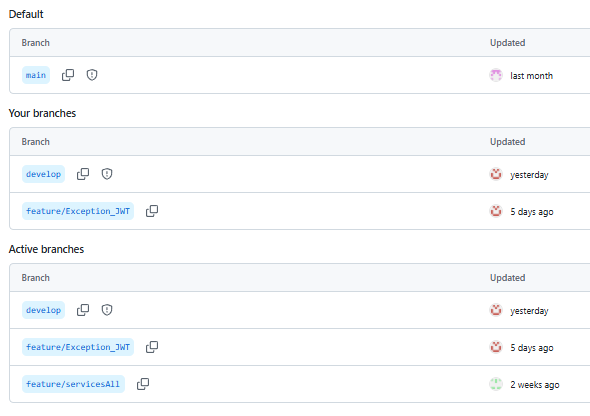 Default
Branch Updated
main last month
Your branches
Branch Updated
develop yesterday
feature/Exception_JWT 5 days ago
Active branches
Branch Updated
develop yesterday
feature/Exception_JWT 5 days ago
feature/servicesAll 2 weeks ago